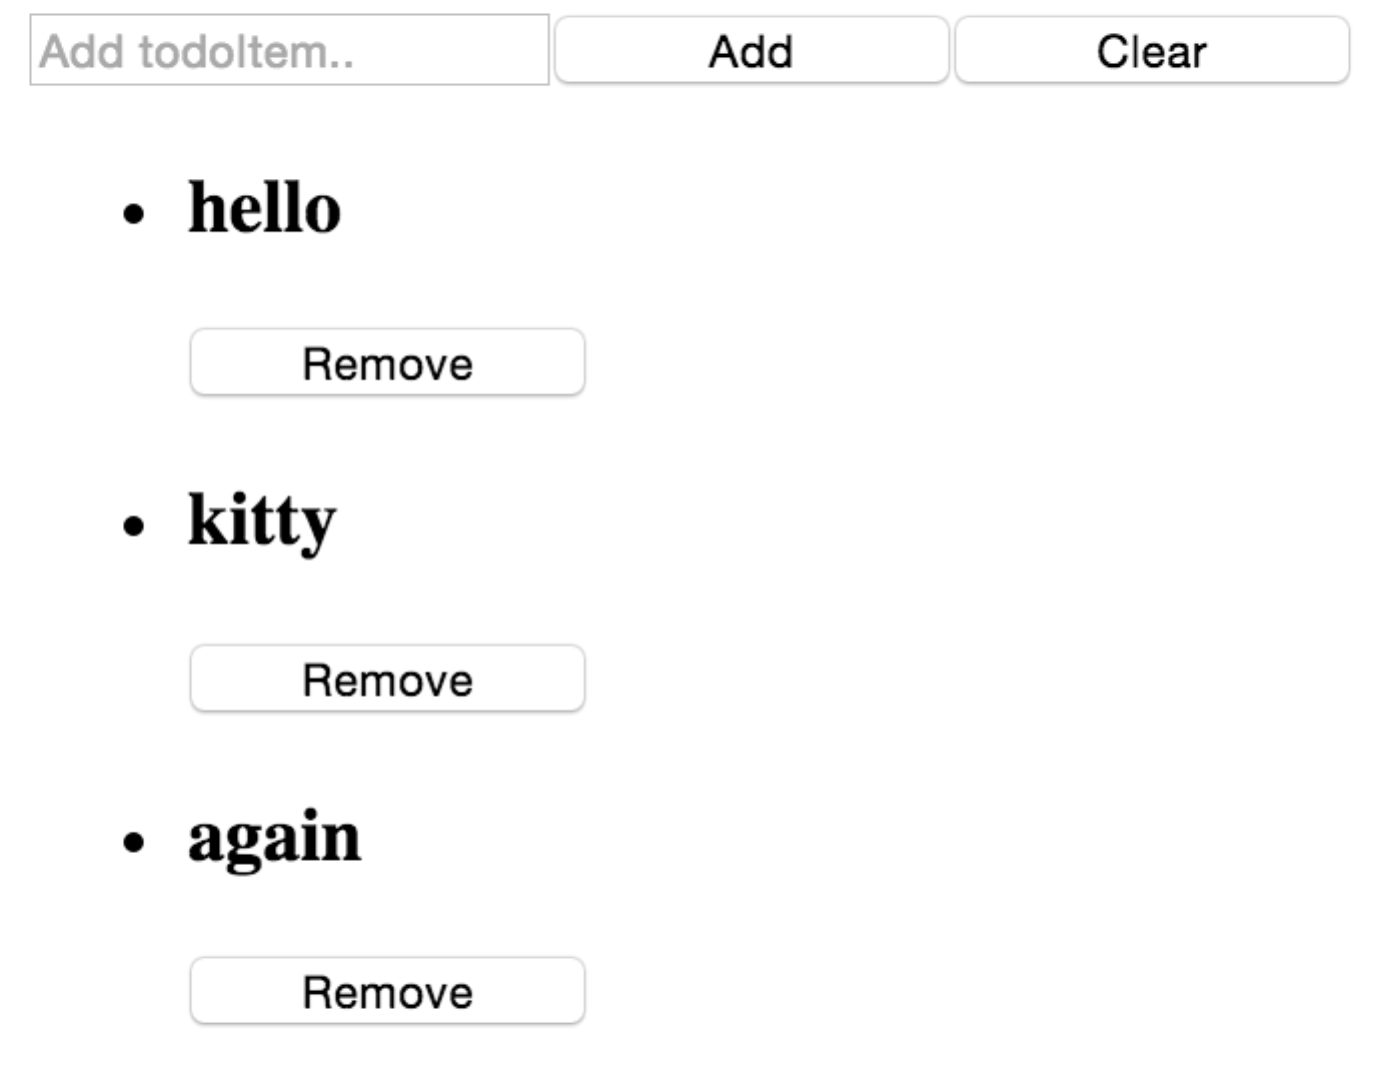 Add todoItem.. Add Clear
hello
Remove
kitty
Remove
again
Remove